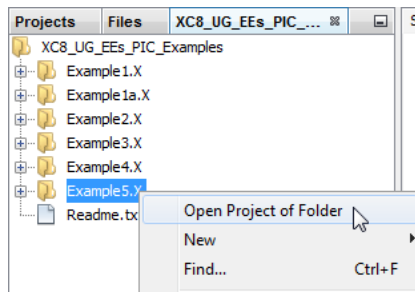 Projects Files XC8_UG_EEs_PIC_...
XC8_UG_EEs_PIC_Examples
Example1.X
Example1a.X
Example2.X
Example3.X
Example4.X
Example5.X
Readme.tx
Open Project of Folder
New
Find... Ctrl+F